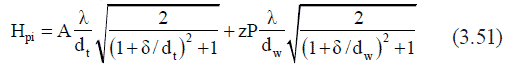 H_pi = A λ/d_t √(2/((1+δ/d_t)² +1)) + zP λ/d_w √(2/((1+δ/d_w)² +1)) (3.51)